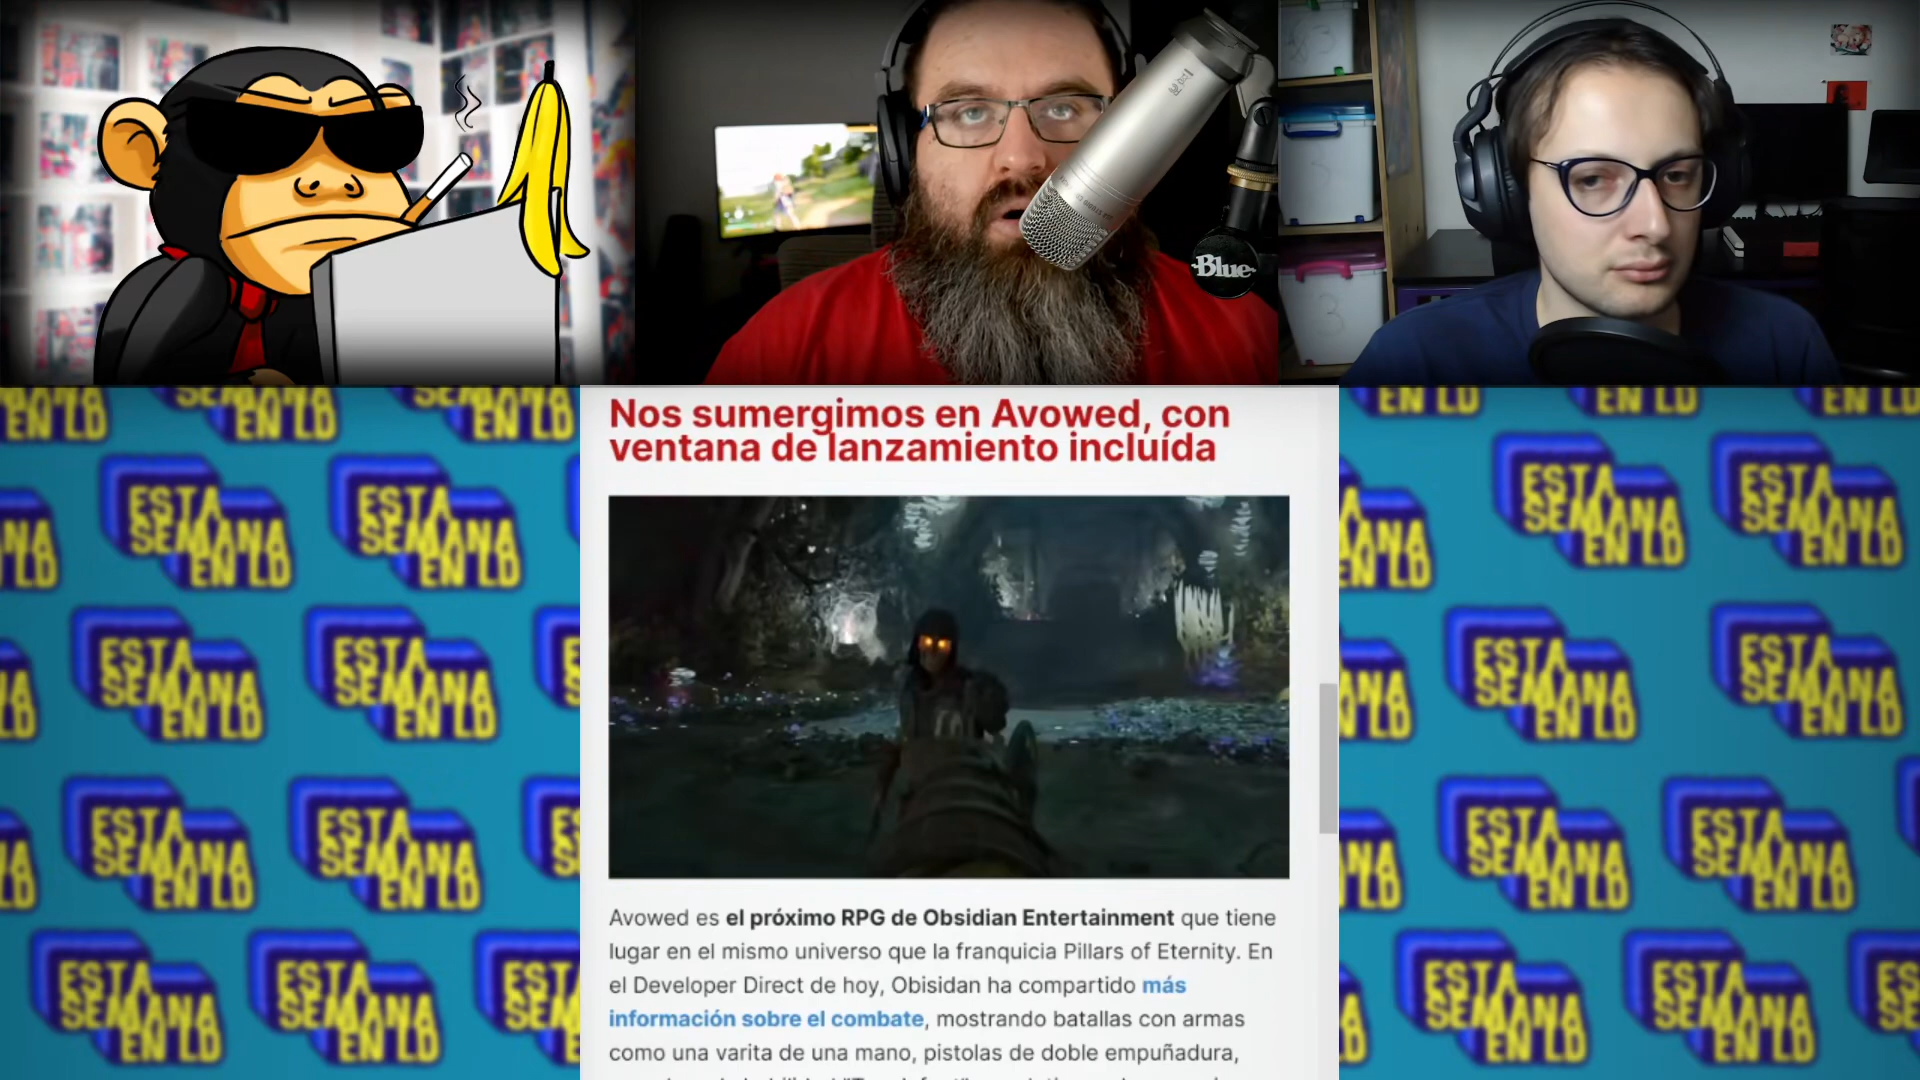 Blue
Nos sumergimos en Avowed, con
ventana de lanzamiento incluída
Avowed es el próximo RPG de Obsidian Entertainment que tiene
lugar en el mismo universo que la franquicia Pillars of Eternity. En
el Developer Direct de hoy, Obisidan ha compartido más
información sobre el combate, mostrando batallas con armas
como una varita de una mano, pistolas de doble empuñadura,
ESTA
SEMANA
EN LD